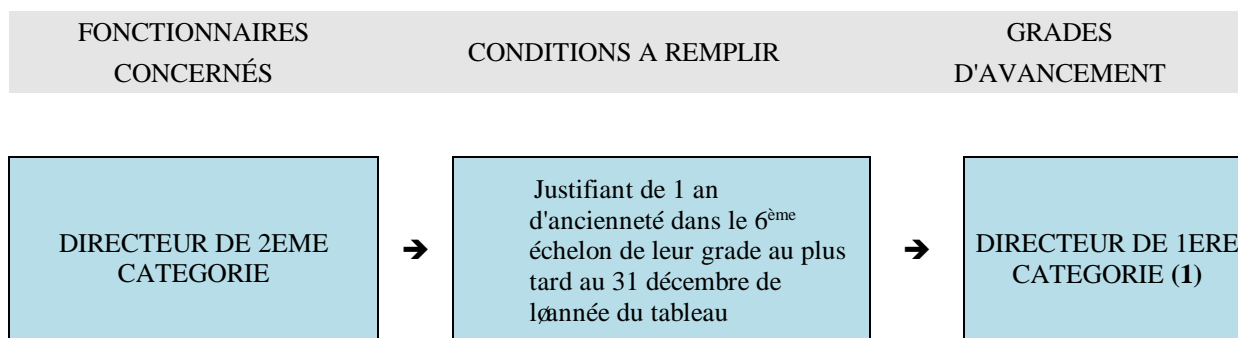 FONCTIONNAIRES
CONCERNÉS
CONDITIONS A REMPLIR
GRADES
D'AVANCEMENT
DIRECTEUR DE 2EME
CATEGORIE
➔
Justifiant de 1 an
d'ancienneté dans le 6ème
échelon de leur grade au plus
tard au 31 décembre de
løannée du tableau
➔
DIRECTEUR DE 1ERE
CATEGORIE (1)